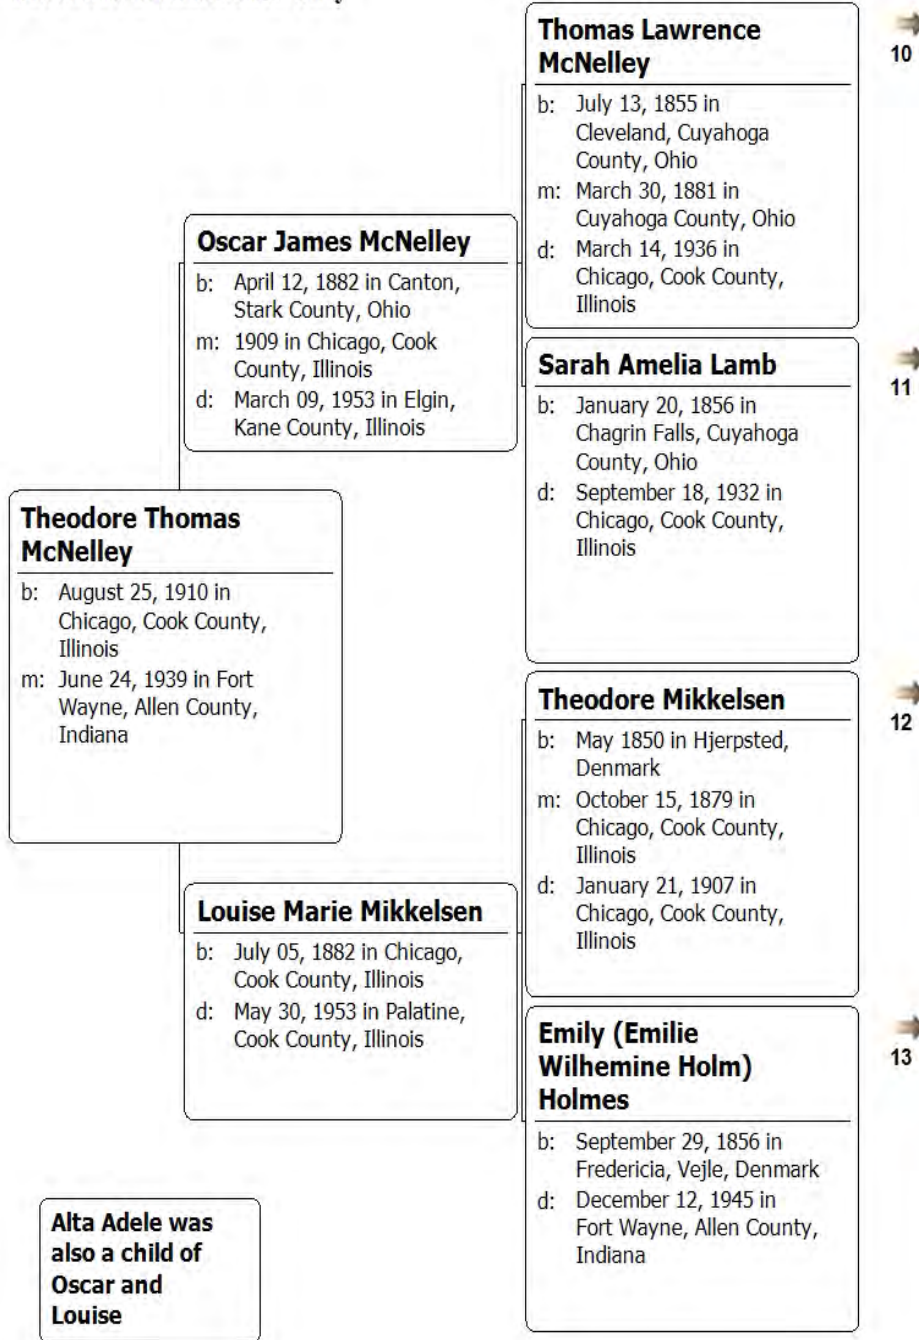 Thomas Lawrence
McNelley
b: July 13, 1855 in
Cleveland, Cuyahoga
County, Ohio
m: March 30, 1881 in
Cuyahoga County, Ohio
d: March 14, 1936 in
Chicago, Cook County,
Illinois
10
Oscar James McNelley
b: April 12, 1882 in Canton,
Stark County, Ohio
m: 1909 in Chicago, Cook
County, Illinois
d: March 09, 1953 in Elgin,
Kane County, Illinois
Sarah Amelia Lamb
b: January 20, 1856 in
Chagrin Falls, Cuyahoga
County, Ohio
d: September 18, 1932 in
Chicago, Cook County,
Illinois
11
Theodore Thomas
McNelley
b: August 25, 1910 in
Chicago, Cook County,
Illinois
m: June 24, 1939 in Fort
Wayne, Allen County,
Indiana
Theodore Mikkelsen
b: May 1850 in Hjerpsted,
Denmark
m: October 15, 1879 in
Chicago, Cook County,
Illinois
d: January 21, 1907 in
Chicago, Cook County,
Illinois
12
Louise Marie Mikkelsen
b: July 05, 1882 in Chicago,
Cook County, Illinois
d: May 30, 1953 in Palatine,
Cook County, Illinois
Emily (Emilie
Wilhemine Holm)
Holmes
b: September 29, 1856 in
Fredericia, Vejle, Denmark
d: December 12, 1945 in
Fort Wayne, Allen County,
Indiana
13
Alta Adele was
also a child of
Oscar and
Louise